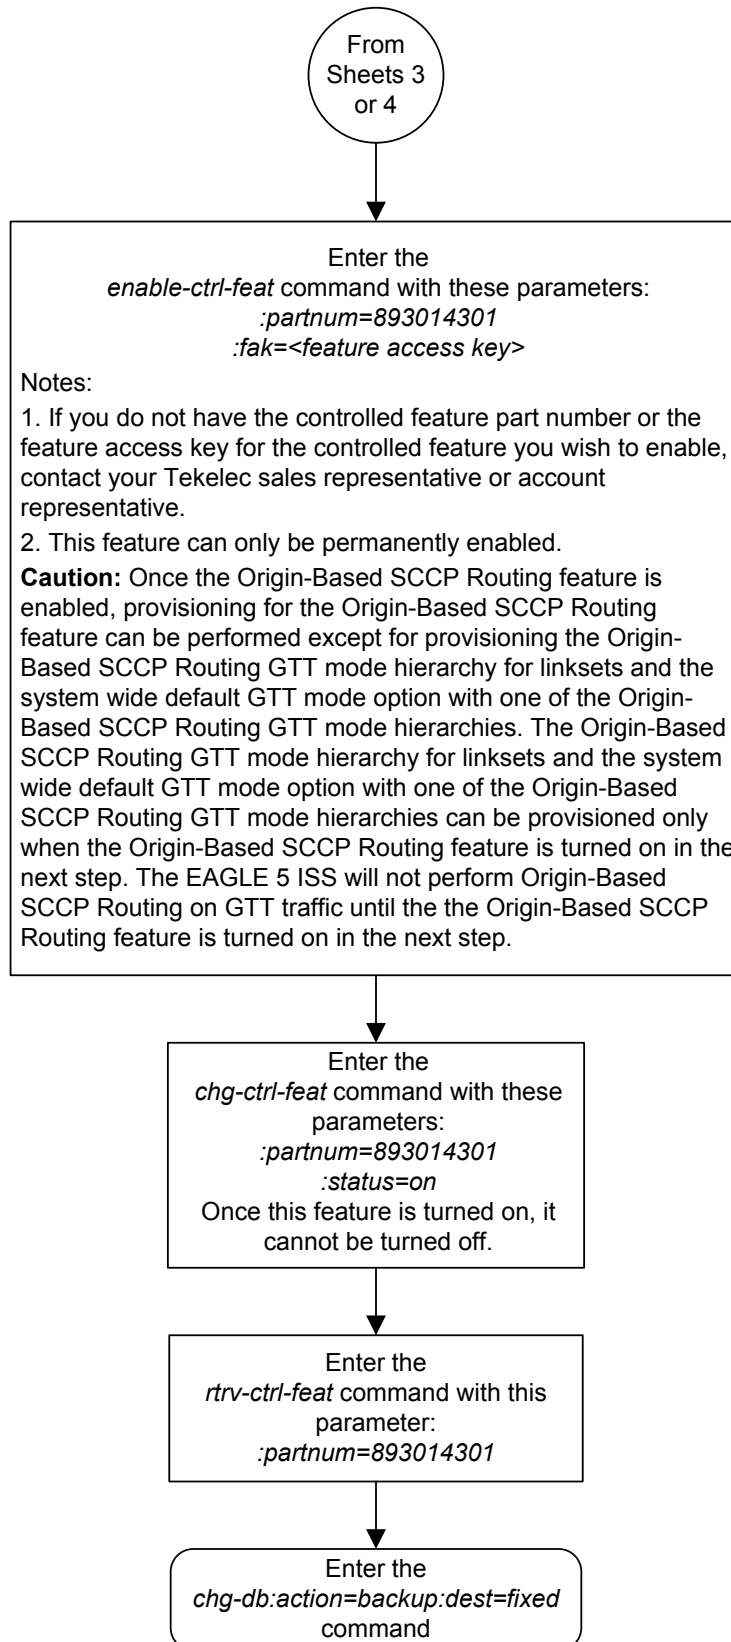 From
Sheets 3
or 4
Enter the
enable-ctrl-feat command with these parameters:
:partnum=893014301
:fak=<feature access key>
Notes:
1. If you do not have the controlled feature part number or the
feature access key for the controlled feature you wish to enable,
contact your Tekelec sales representative or account
representative.
2. This feature can only be permanently enabled.
Caution: Once the Origin-Based SCCP Routing feature is
enabled, provisioning for the Origin-Based SCCP Routing
feature can be performed except for provisioning the Origin-
Based SCCP Routing GTT mode hierarchy for linksets and the
system wide default GTT mode option with one of the Origin-
Based SCCP Routing GTT mode hierarchies. The Origin-Based
SCCP Routing GTT mode hierarchy for linksets and the system
wide default GTT mode option with one of the Origin-Based
SCCP Routing GTT mode hierarchies can be provisioned only
when the Origin-Based SCCP Routing feature is turned on in the
next step. The EAGLE 5 ISS will not perform Origin-Based
SCCP Routing on GTT traffic until the the Origin-Based SCCP
Routing feature is turned on in the next step.
Enter the
chg-ctrl-feat command with these
parameters:
:partnum=893014301
:status=on
Once this feature is turned on, it
cannot be turned off.
Enter the
rtrv-ctrl-feat command with this
parameter:
:partnum=893014301
Enter the
chg-db:action=backup:dest=fixed
command